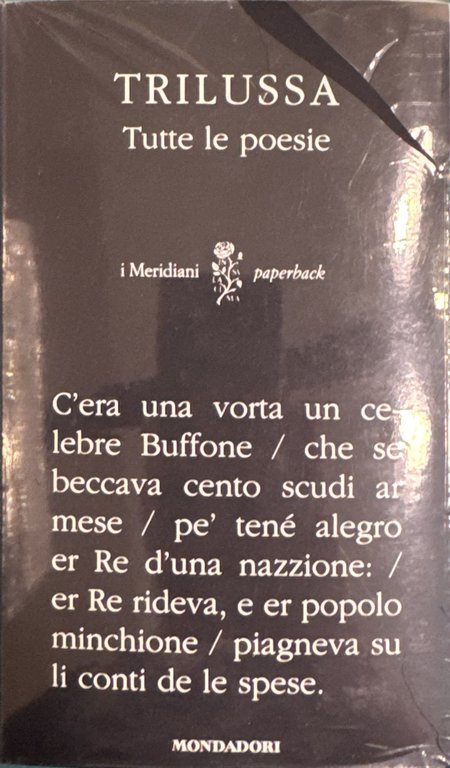 TRILUSSA
Tutte le poesie
i Meridiani paperback
C'era una vorta un ce-
lebre Buffone / che se
beccava cento scudi ar
mese / pe' tené alegro
er Re d'una nazzione: /
er Re rideva, e er popolo
minchione / piagneva su
li conti de le spese.
MONDADORI